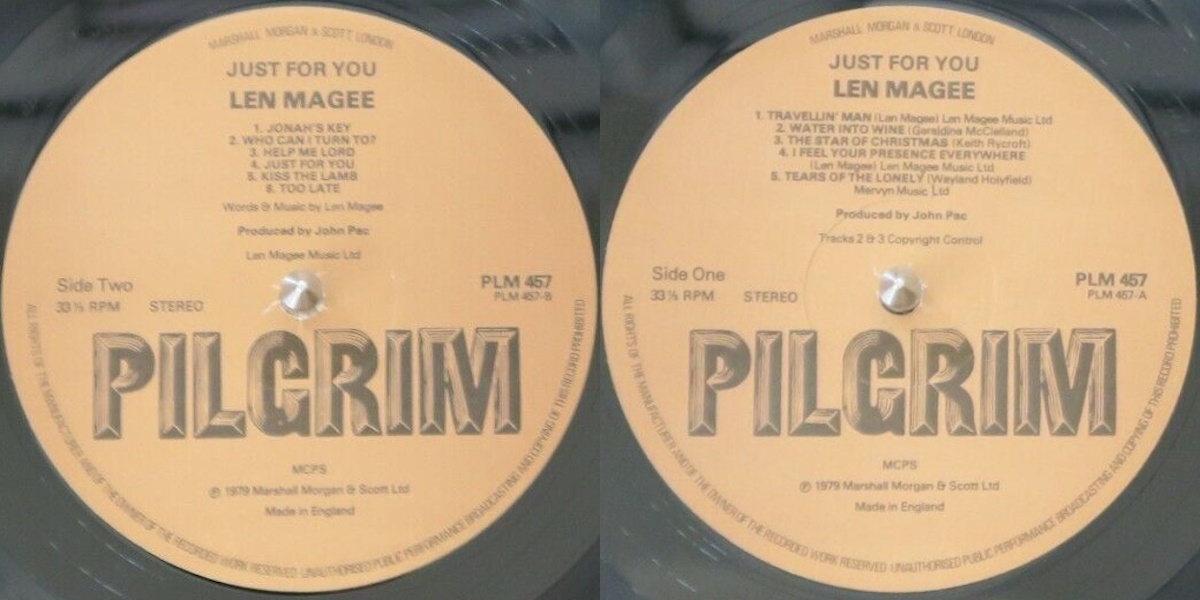 MARSHALL MORGAN & SCOTT, LONDON
JUST FOR YOU
LEN MAGEE
1. JONAH'S KEY
2. WHO CAN I TURN TO?
3. HELP ME LORD
4. JUST FOR YOU
5. KISS THE LAMB
6. TOO LATE
Words & Music by Len Magee
Produced by John Pac
Len Magee Music Ltd
Side Two
PLM 457
33⅓ RPM STEREO
PLM 457-B
PILGRIM
MCPS
℗ 1979 Marshall Morgan & Scott Ltd
Made in England
ALL RIGHTS OF THE MANUFACTURER AND OF THE OWNER OF THE RECORDED WORK RESERVED · UNAUTHORISED PUBLIC PERFORMANCE BROADCASTING AND COPYING OF THIS RECORD PROHIBITED
MARSHALL MORGAN & SCOTT, LONDON
JUST FOR YOU
LEN MAGEE
1. TRAVELLIN' MAN (Len Magee) Len Magee Music Ltd
2. WATER INTO WINE (Geraldine McClelland)
3. THE STAR OF CHRISTMAS (Keith Rycroft)
4. I FEEL YOUR PRESENCE EVERYWHERE
(Len Magee) Len Magee Music Ltd
5. TEARS OF THE LONELY (Wayland Holyfield)
Mervyn Music Ltd
Produced by John Pac
Tracks 2 & 3 Copyright Control
Side One
PLM 457
33⅓ RPM STEREO
PLM 457-A
PILGRIM
MCPS
℗ 1979 Marshall Morgan & Scott Ltd
Made in England
ALL RIGHTS OF THE MANUFACTURER AND OF THE OWNER OF THE RECORDED WORK RESERVED · UNAUTHORISED PUBLIC PERFORMANCE BROADCASTING AND COPYING OF THIS RECORD PROHIBITED